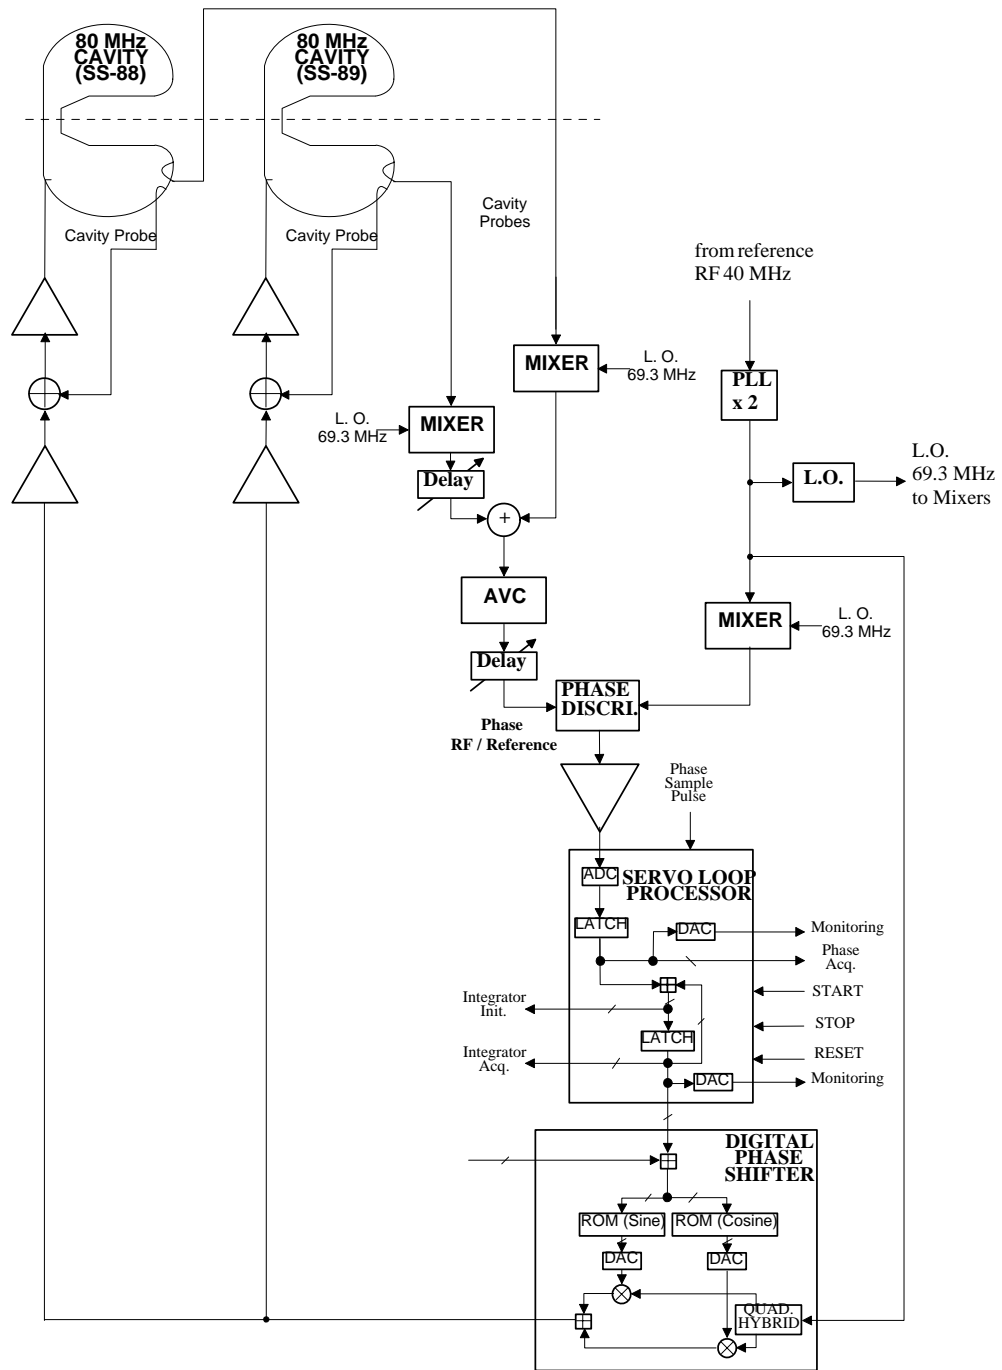 80 MHz
CAVITY
(SS-88)
80 MHz
CAVITY
(SS-89)
Cavity Probe
Cavity Probe
Cavity
Probes
from reference
RF 40 MHz
MIXER
L. O.
69.3 MHz
PLL
x 2
L. O.
69.3 MHz
MIXER
Delay
L.O.
L.O.
69.3 MHz
to Mixers
+
AVC
MIXER
L. O.
69.3 MHz
Delay
PHASE
DISCRI.
Phase
RF / Reference
Phase
Sample
Pulse
ADC
SERVO LOOP
PROCESSOR
LATCH
DAC
Monitoring
Phase
Acq.
START
Integrator
Init.
STOP
LATCH
RESET
Integrator
Acq.
DAC
Monitoring
DIGITAL
PHASE
SHIFTER
ROM (Sine)
ROM (Cosine)
DAC
DAC
QUAD.
HYBRID